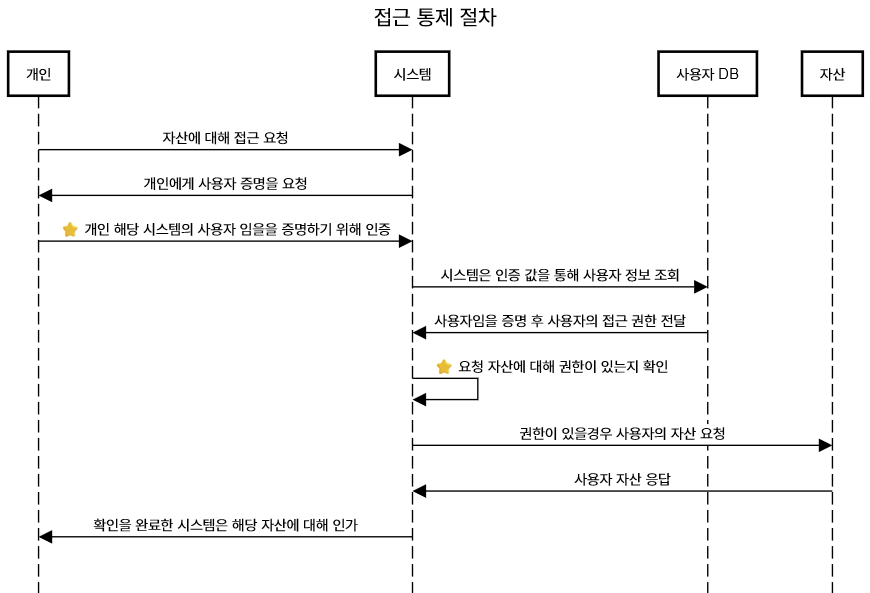 접근 통제 절차
개인
시스템
사용자 DB
자산
자산에 대해 접근 요청
개인에게 사용자 증명을 요청
⭐ 개인 해당 시스템의 사용자 임을을 증명하기 위해 인증
시스템은 인증 값을 통해 사용자 정보 조회
사용자임을 증명 후 사용자의 접근 권한 전달
⭐ 요청 자산에 대해 권한이 있는지 확인
권한이 있을경우 사용자의 자산 요청
사용자 자산 응답
확인을 완료한 시스템은 해당 자산에 대해 인가